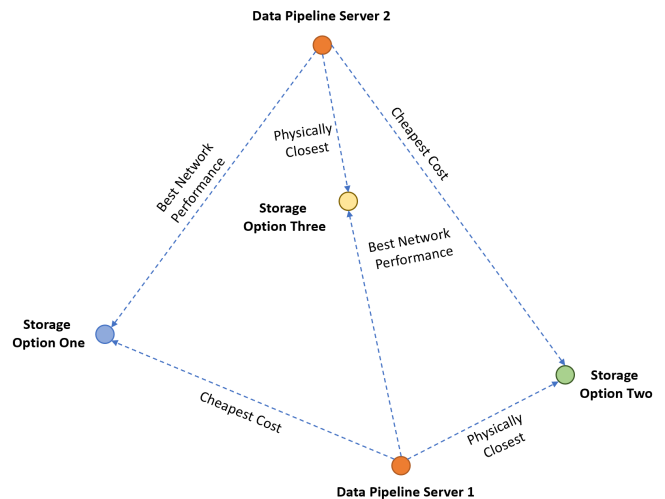 Data Pipeline Server 2
Cheapest Cost
Physically
Closest
Best Network
Performance
Storage
Option Three
Best Network
Performance
Storage
Option One
Storage
Option Two
Cheapest Cost
Physically
Closest
Data Pipeline Server 1